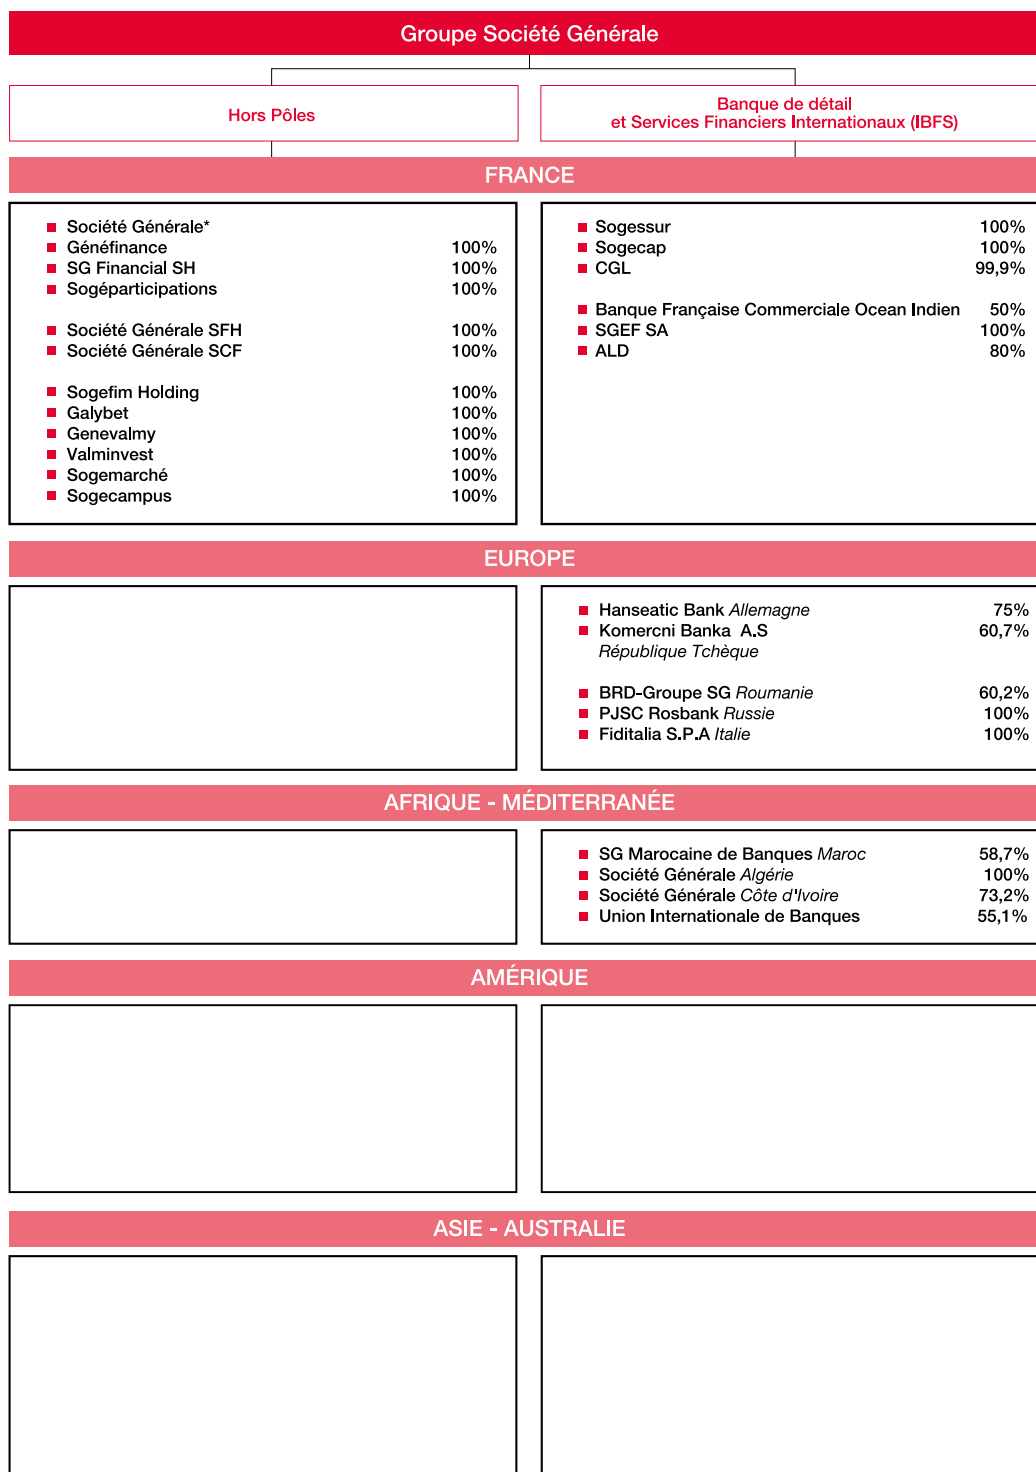 Groupe Société Générale
Hors Pôles
Banque de détail
et Services Financiers Internationaux (IBFS)
FRANCE
Société Générale*
Généfinance 100%
SG Financial SH 100%
Sogéparticipations 100%
Société Générale SFH 100%
Société Générale SCF 100%
Sogefim Holding 100%
Galybet 100%
Genevalmy 100%
Valminvest 100%
Sogemarché 100%
Sogecampus 100%
Sogessur 100%
Sogecap 100%
CGL 99,9%
Banque Française Commerciale Ocean Indien 50%
SGEF SA 100%
ALD 80%
EUROPE
Hanseatic Bank Allemagne 75%
Komercni Banka A.S 60,7%
République Tchèque
BRD-Groupe SG Roumanie 60,2%
PJSC Rosbank Russie 100%
Fiditalia S.P.A Italie 100%
AFRIQUE - MÉDITERRANÉE
SG Marocaine de Banques Maroc 58,7%
Société Générale Algérie 100%
Société Générale Côte d'Ivoire 73,2%
Union Internationale de Banques 55,1%
AMÉRIQUE
ASIE - AUSTRALIE